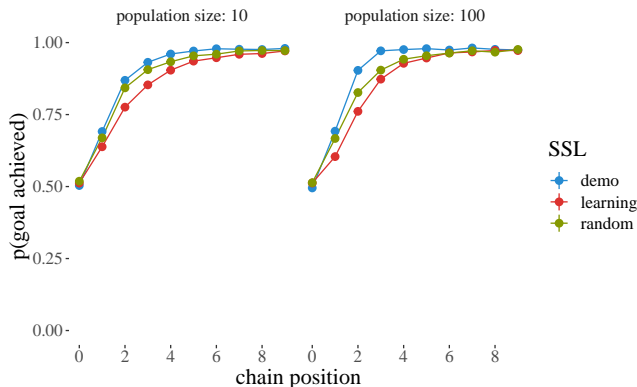 population size: 10
population size: 100
1.00
0.75
0.50
0.25
0.00
p(goal achieved)
0 2 4 6 8
0 2 4 6 8
chain position
SSL
demo
learning
random